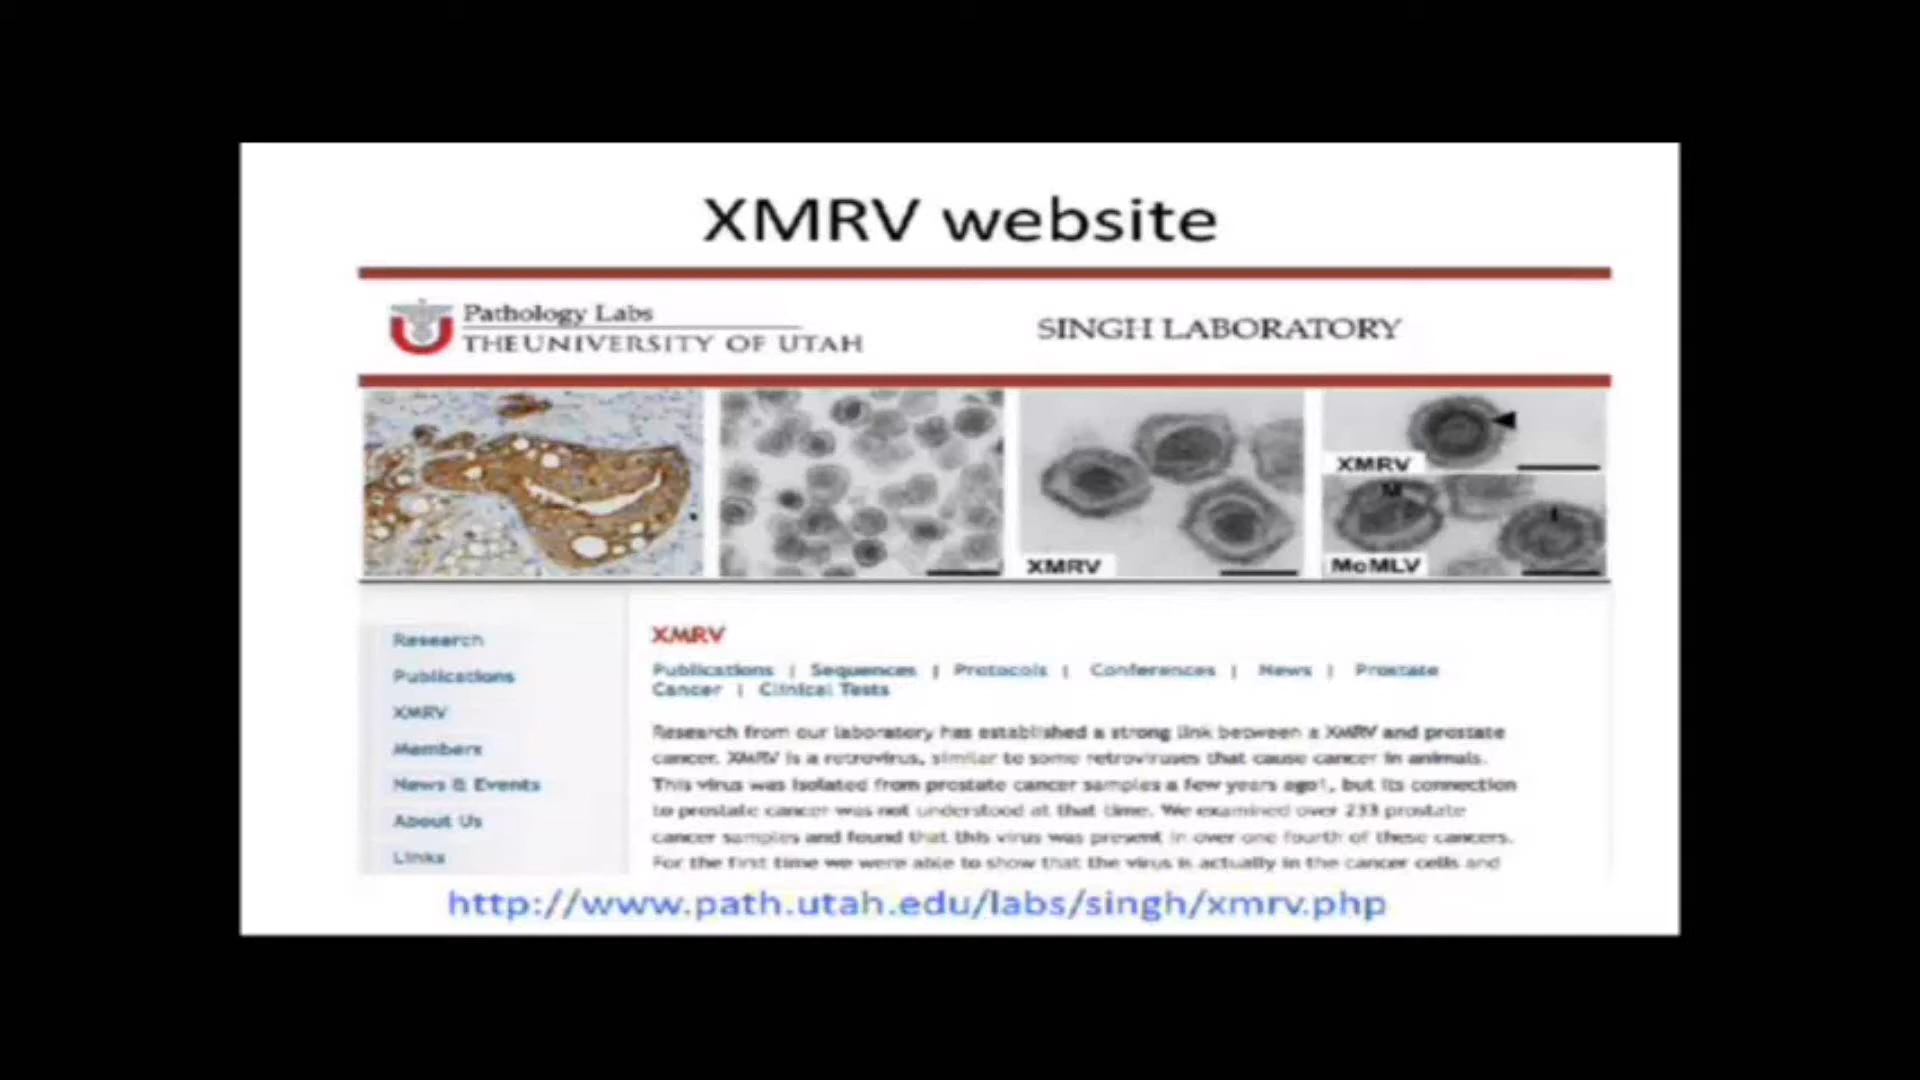 XMRV website
Pathology Labs
THE UNIVERSITY OF UTAH
SINGH LABORATORY
XMRV
XMRV
M
MoMLV
Research
Publications
XMRV
Members
News & Events
About Us
Links
XMRV
Publications | Sequences | Protocols | Conferences | News | Prostate
Cancer | Clinical Tests
Research from our laboratory has established a strong link between a XMRV and prostate
cancer. XMRV is a retrovirus, similar to some retroviruses that cause cancer in animals.
This virus was isolated from prostate cancer samples a few years ago¹, but its connection
to prostate cancer was not understood at that time. We examined over 233 prostate
cancer samples and found that this virus was present in over one fourth of these cancers.
For the first time we were able to show that the virus is actually in the cancer cells and
http://www.path.utah.edu/labs/singh/xmrv.php